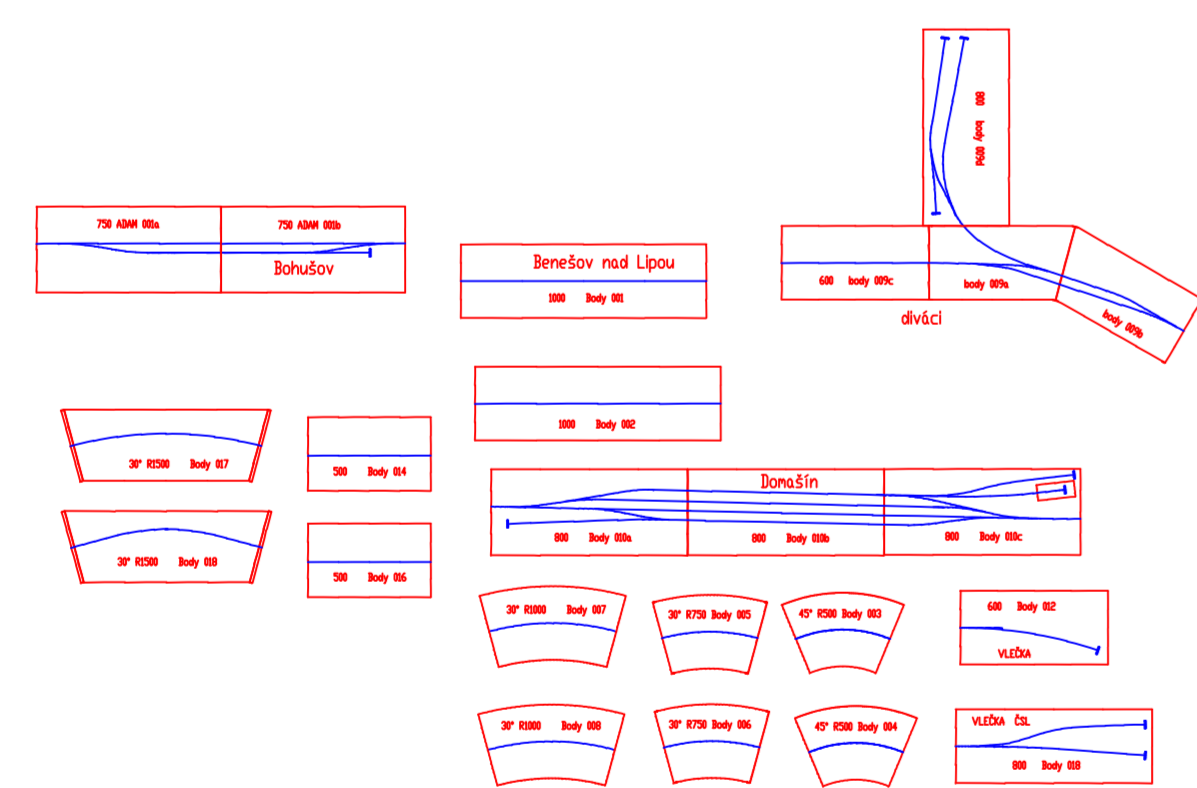 800 body 009d
750 ADAM 001a
750 ADAM 001b
Bohušov
Benešov nad Lipou
1000 Body 001
600 body 009c
body 009a
body 009b
diváci
1000 Body 002
30° R1500 Body 017
500 Body 014
Domašín
800 Body 010a
800 Body 010b
800 Body 010c
30° R1500 Body 018
500 Body 016
30° R1000 Body 007
30° R750 Body 005
45° R500 Body 003
600 Body 012
VLEČKA
30° R1000 Body 008
30° R750 Body 006
45° R500 Body 004
VLEČKA ČSL
800 Body 018